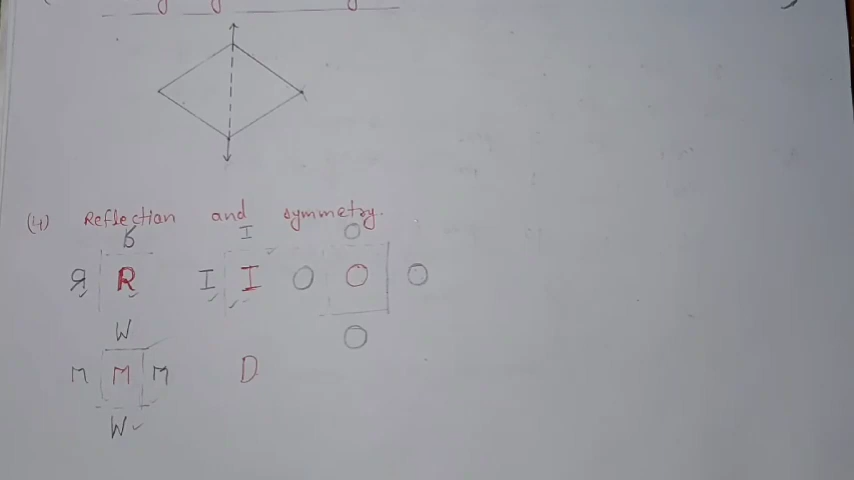 (4) Reflection and symmetry.
I O
Я R I I O O O
W
M M M D
O
W